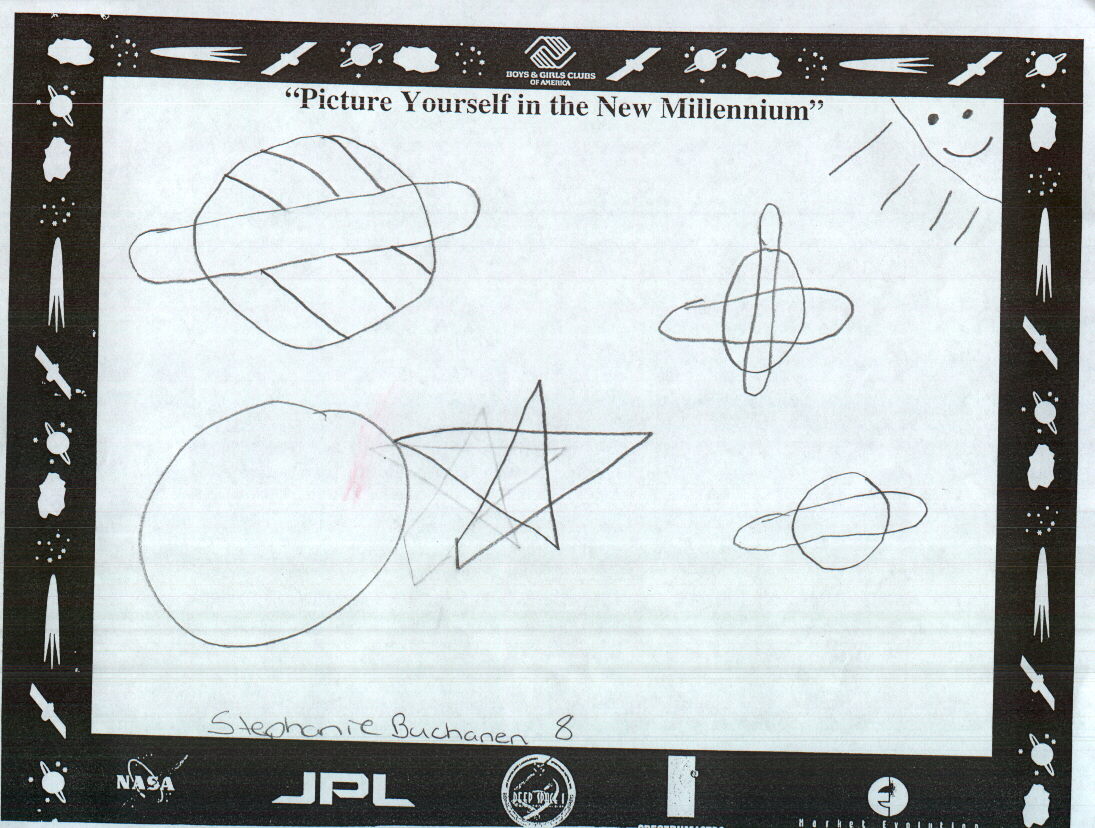 BOYS & GIRLS CLUBS
OF AMERICA
"Picture Yourself in the New Millennium"
Stephanie Buchanen 8
NASA
JPL
DEEP SPACE 1
Market Evolution